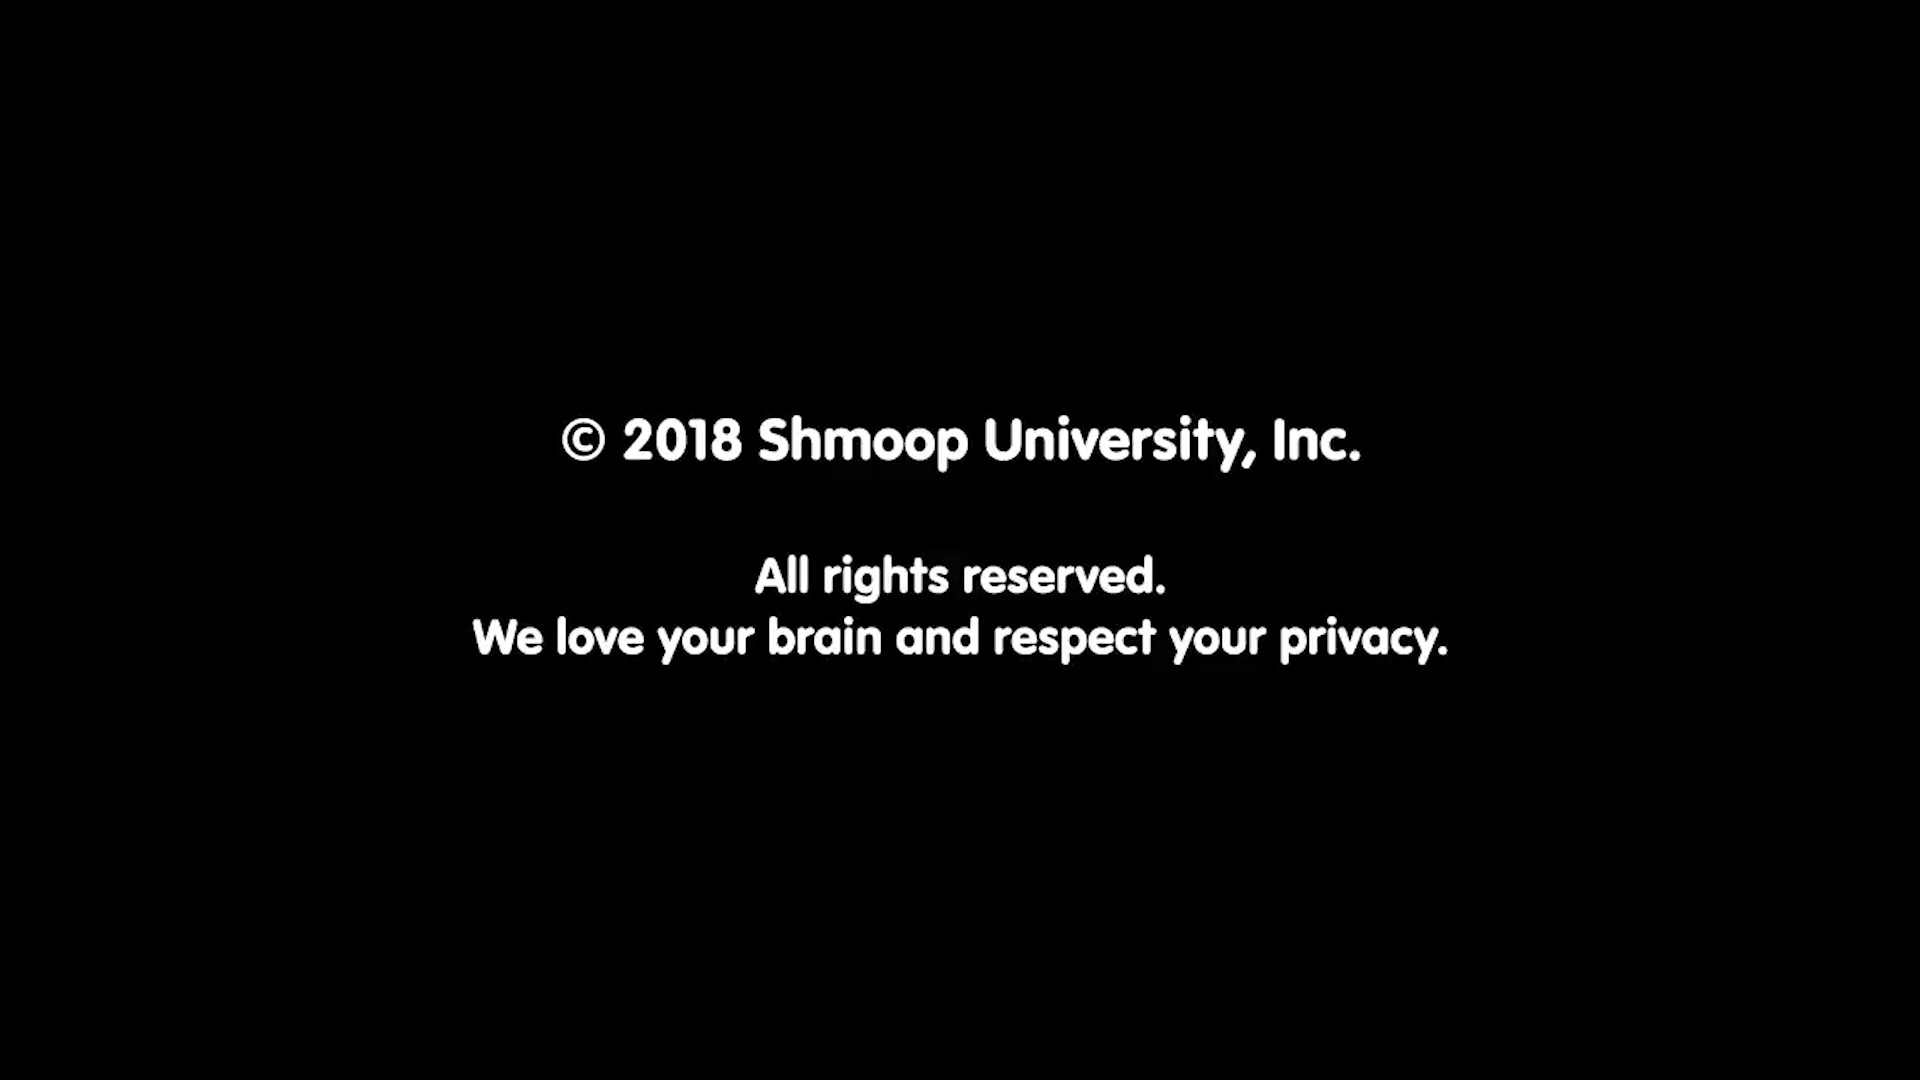 © 2018 Shmoop University, Inc.
All rights reserved.
We love your brain and respect your privacy.